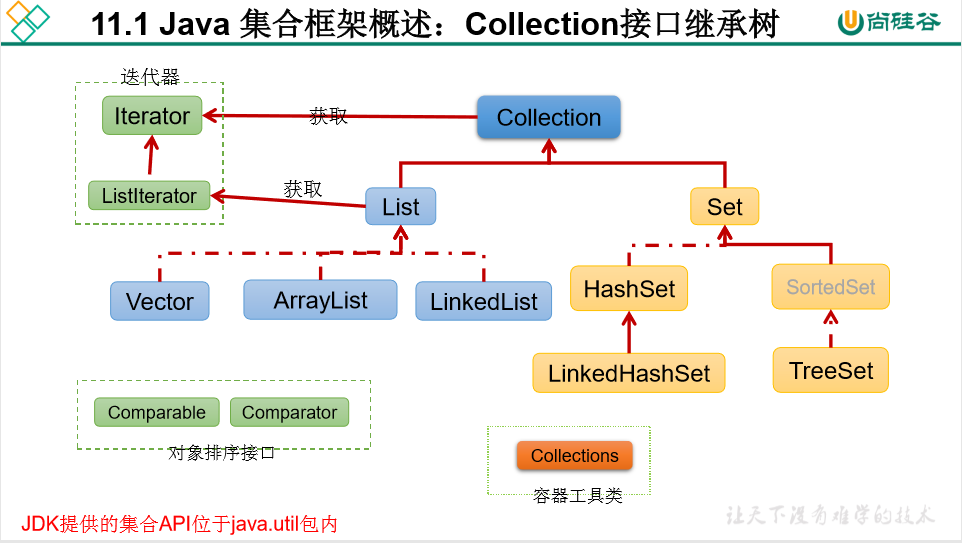 11.1 Java 集合框架概述：Collection接口继承树
尚硅谷
迭代器
Iterator
获取
Collection
ListIterator
获取
List
Set
Vector
ArrayList
LinkedList
HashSet
SortedSet
LinkedHashSet
TreeSet
Comparable
Comparator
对象排序接口
Collections
容器工具类
JDK提供的集合API位于java.util包内
让天下没有难学的技术